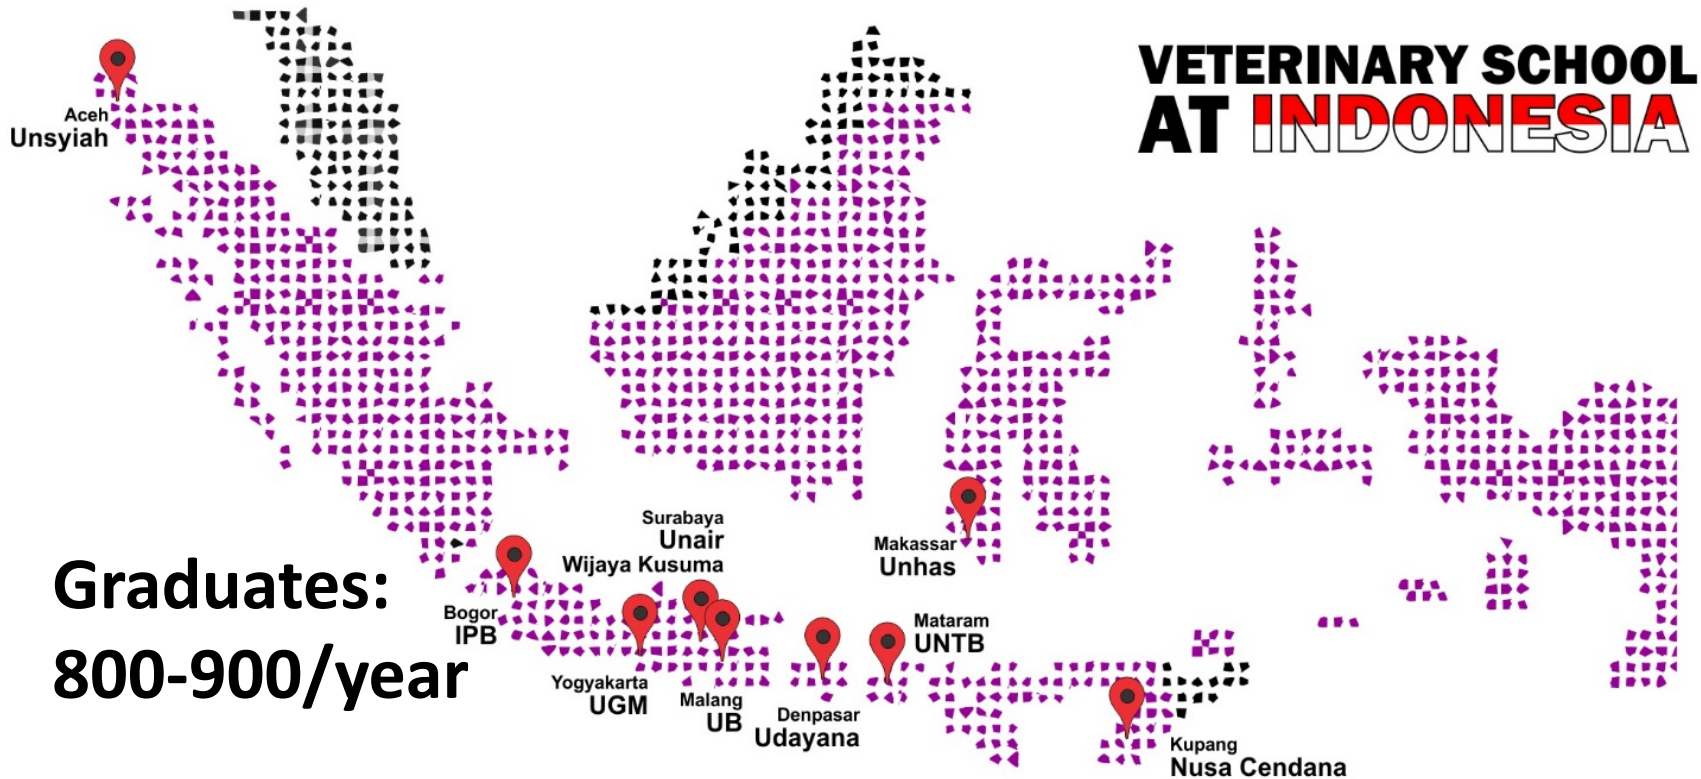 VETERINARY SCHOOL
AT INDONESIA
Aceh
Unsyiah
Surabaya
Unair
Wijaya Kusuma
Makassar
Unhas
Graduates:
800-900/year
Bogor
IPB
Mataram
UNTB
Yogyakarta
UGM
Malang
UB
Denpasar
Udayana
Kupang
Nusa Cendana